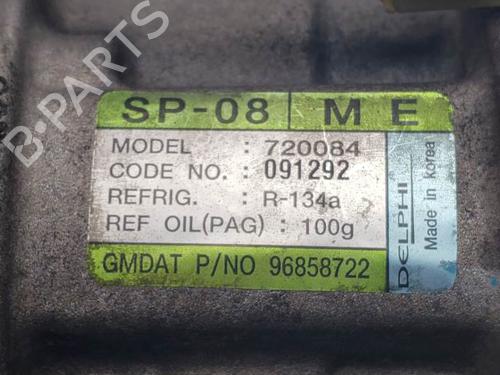 SP-08 M E
MODEL : 720084
CODE NO. : 091292
REFRIG. : R-134a
REF OIL(PAG) : 100g
GMDAT P/NO 96858722
DELPHI
Made in korea
B-PARTS